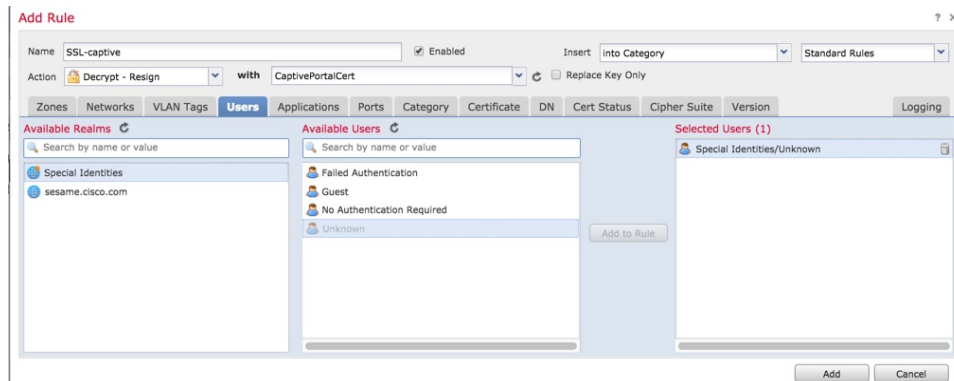 Add Rule
? ×
Name SSL-captive Enabled Insert into Category Standard Rules
Action Decrypt - Resign with CaptivePortalCert Replace Key Only
Zones Networks VLAN Tags Users Applications Ports Category Certificate DN Cert Status Cipher Suite Version Logging
Available Realms Available Users Selected Users (1)
Search by name or value Search by name or value Special Identities/Unknown
Special Identities Failed Authentication
sesame.cisco.com Guest
No Authentication Required
Unknown Add to Rule
Add Cancel